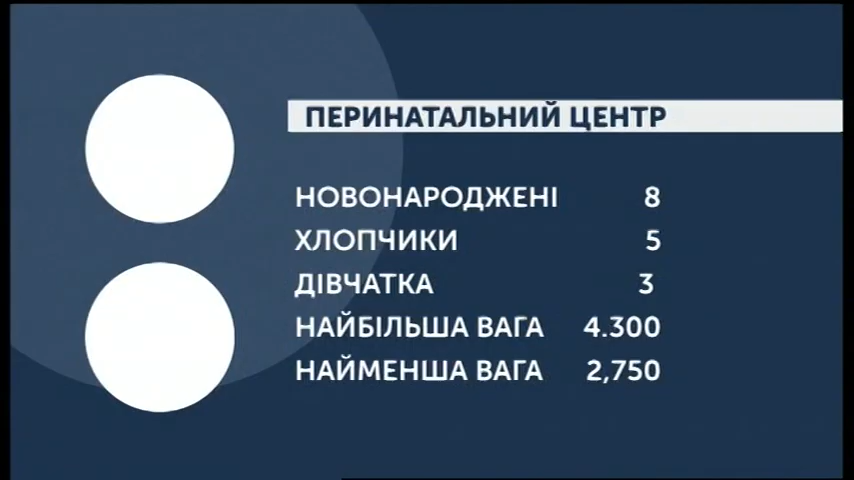 ПЕРИНАТАЛЬНИЙ ЦЕНТР
НОВОНАРОДЖЕНІ 8
ХЛОПЧИКИ 5
ДІВЧАТКА 3
НАЙБІЛЬША ВАГА 4.300
НАЙМЕНША ВАГА 2,750